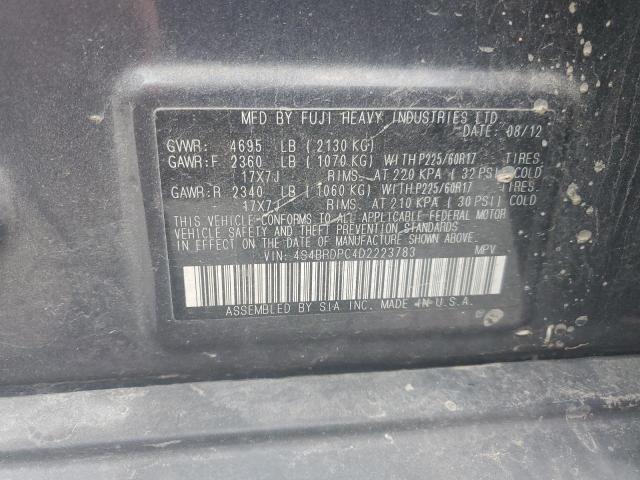 MFD BY FUJI HEAVY INDUSTRIES LTD.
DATE: 08/12
GVWR: 4695 LB (2130 KG)
GAWR:F 2360 LB (1070 KG) WITH P225/60R17 TIRES.
17X7J RIMS. AT 220 KPA (32 PSI) COLD
GAWR:R 2340 LB (1060 KG) WITH P225/60R17 TIRES.
17X7J RIMS. AT 210 KPA (30 PSI) COLD
THIS VEHICLE CONFORMS TO ALL APPLICABLE FEDERAL MOTOR
VEHICLE SAFETY AND THEFT PREVENTION STANDARDS
IN EFFECT ON THE DATE OF MANUFACTURE SHOWN ABOVE.
VIN: 4S4BRDPC4D2223783 MPV
ASSEMBLED BY SIA INC. MADE IN U.S.A.